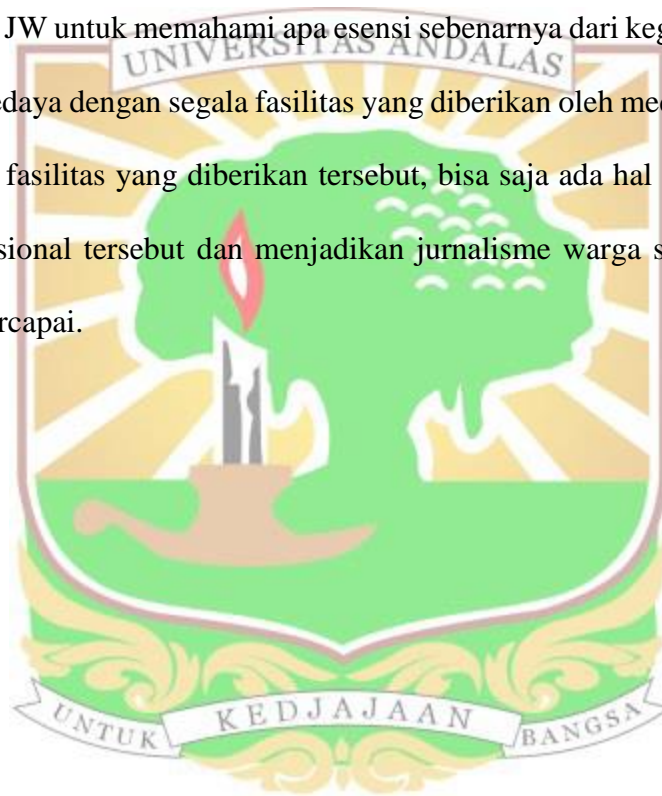 JW untuk memahami apa esensi sebenarnya dari keg
UNIVERSITAS ANDALAS
edaya dengan segala fasilitas yang diberikan oleh med
fasilitas yang diberikan tersebut, bisa saja ada hal
sional tersebut dan menjadikan jurnalisme warga s
rcapai.
UNTUK KEDJAJAAN BANGSA